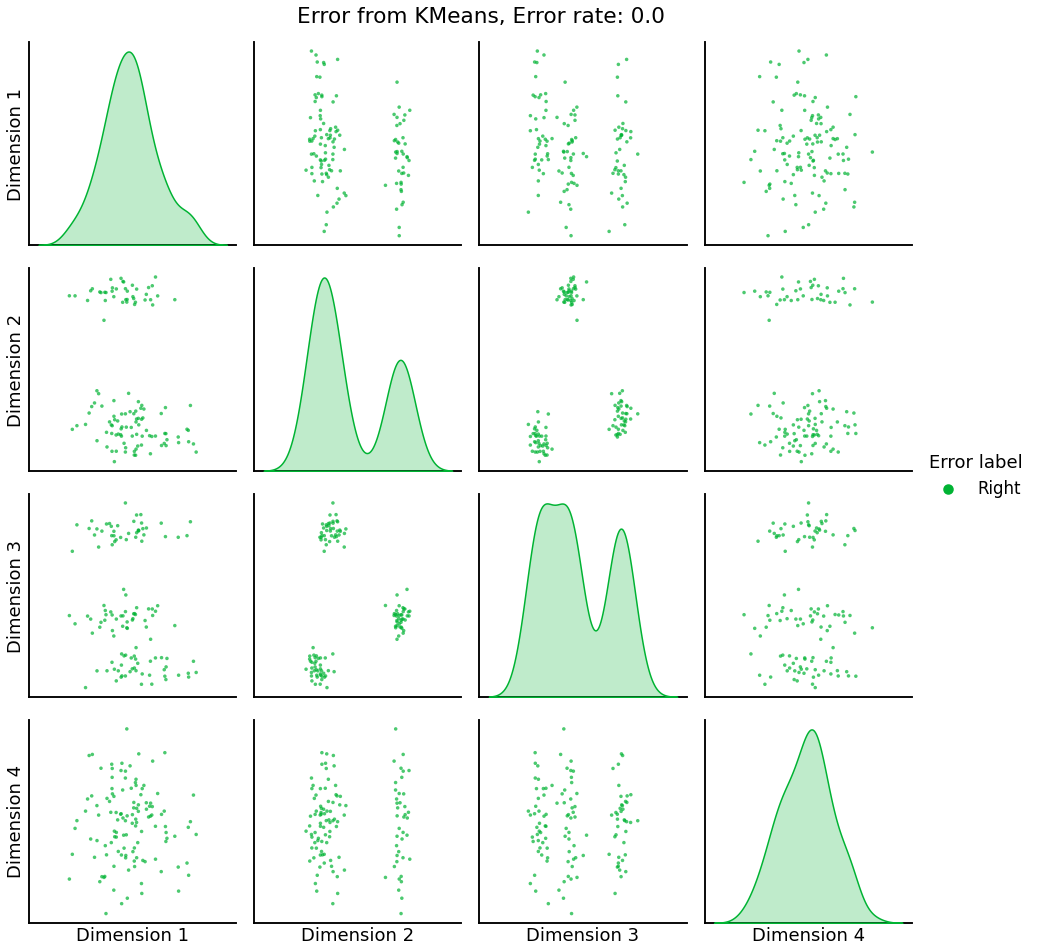 Error from KMeans, Error rate: 0.0
Dimension 1
Dimension 2
Dimension 3
Dimension 4
Error label
Right
Dimension 1
Dimension 2
Dimension 3
Dimension 4